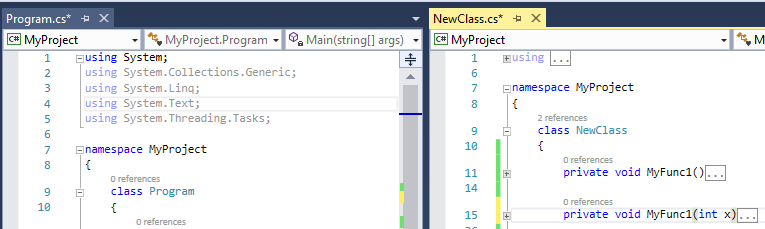 Program.cs*
C# MyProject MyProject.Program Main(string[] args)
1 using System;
2 using System.Collections.Generic;
3 using System.Linq;
4 using System.Text;
5 using System.Threading.Tasks;
6
7 namespace MyProject
8 {
0 references
9 class Program
10 {
0 references
NewClass.cs*
C# MyProject M
1 using ...
6
7 namespace MyProject
8 {
2 references
9 class NewClass
10 {
0 references
11 private void MyFunc1()...
14
0 references
15 private void MyFunc1(int x)...